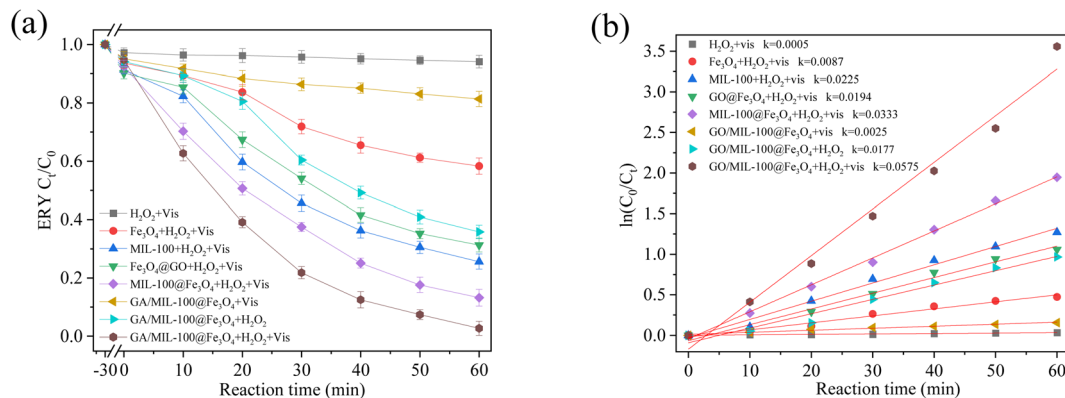 (a)
ERY Cₜ/C₀
1.0
0.8
0.6
0.4
0.2
0.0
H₂O₂+Vis
Fe₃O₄+H₂O₂+Vis
MIL-100+H₂O₂+Vis
Fe₃O₄@GO+H₂O₂+Vis
MIL-100@Fe₃O₄+H₂O₂+Vis
GA/MIL-100@Fe₃O₄+Vis
GA/MIL-100@Fe₃O₄+H₂O₂
GA/MIL-100@Fe₃O₄+H₂O₂+Vis
-30 0 10 20 30 40 50 60
Reaction time (min)
(b)
ln(C₀/Cₜ)
3.5
3.0
2.5
2.0
1.5
1.0
0.5
0.0
H₂O₂+vis k=0.0005
Fe₃O₄+H₂O₂+vis k=0.0087
MIL-100+H₂O₂+vis k=0.0225
GO@Fe₃O₄+H₂O₂+vis k=0.0194
MIL-100@Fe₃O₄+H₂O₂+vis k=0.0333
GO/MIL-100@Fe₃O₄+vis k=0.0025
GO/MIL-100@Fe₃O₄+H₂O₂ k=0.0177
GO/MIL-100@Fe₃O₄+H₂O₂+vis k=0.0575
0 10 20 30 40 50 60
Reaction time (min)